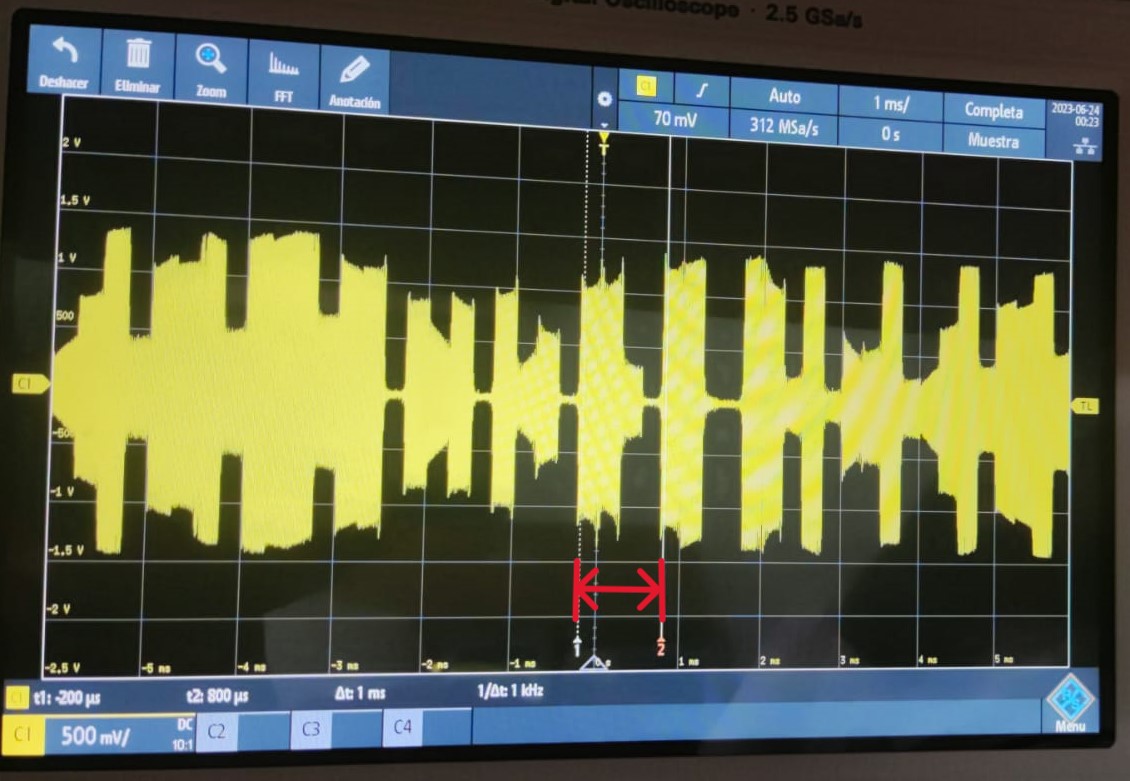 Oscilloscope · 2.5 GSa/s
Deshacer
Eliminar
Zoom
FFT
Anotación
C1
70 mV
Auto
312 MSa/s
1 ms/
0 s
Completa
Muestra
2023-06-24
00:23
T
2 V
1.5 V
1 V
500
C1
-50
-1 V
-1.5 V
-2 V
-2.5 V
TL
1
2
-5 ms
-4 ms
-3 ms
-2 ms
-1 ms
0 s
1 ms
2 ms
3 ms
4 ms
5 ms
C1 t1: -200 µs t2: 800 µs Δt: 1 ms 1/Δt: 1 kHz
C1 500 mV/ DC 10:1 C2 C3 C4
R&S
Menú